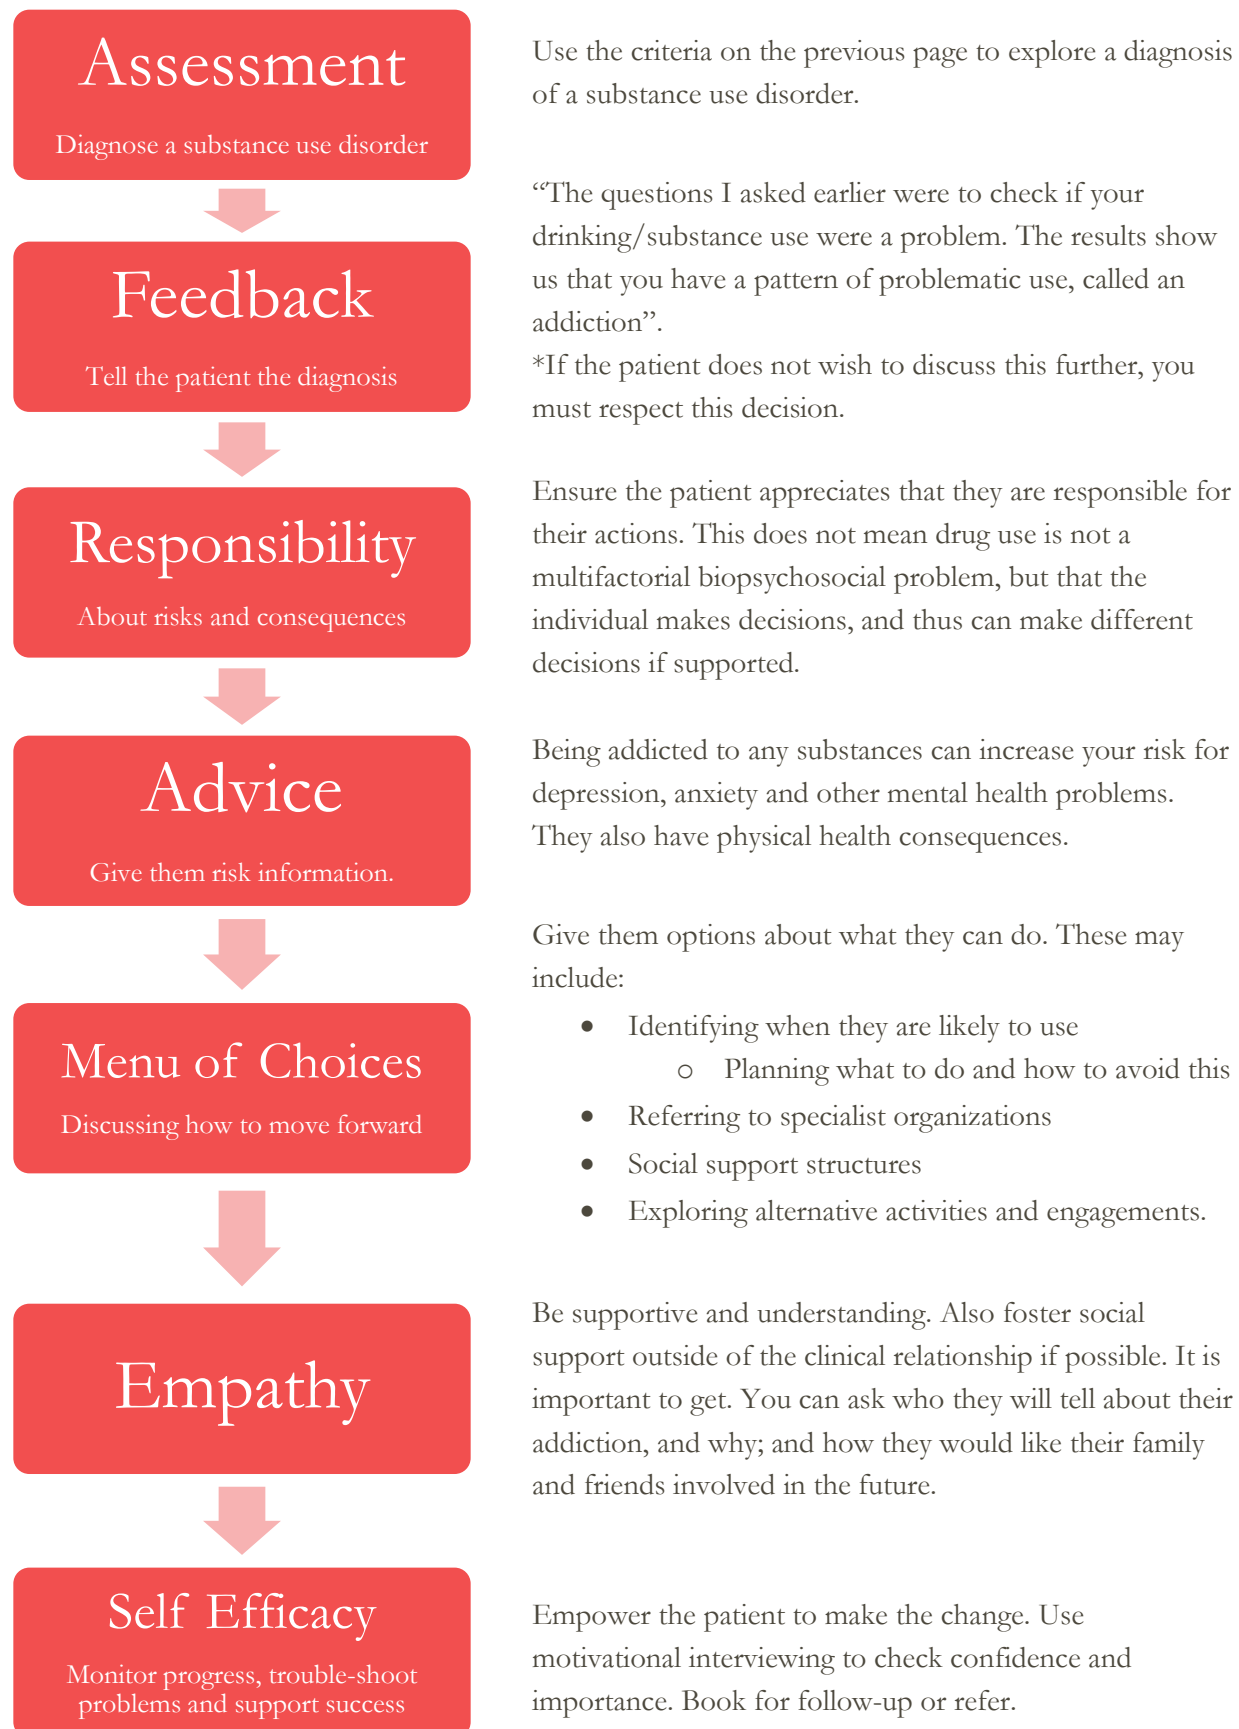 Assessment
Diagnose a substance use disorder
Use the criteria on the previous page to explore a diagnosis
of a substance use disorder.
Feedback
Tell the patient the diagnosis
“The questions I asked earlier were to check if your
drinking/substance use were a problem. The results show
us that you have a pattern of problematic use, called an
addiction”.
*If the patient does not wish to discuss this further, you
must respect this decision.
Responsibility
About risks and consequences
Ensure the patient appreciates that they are responsible for
their actions. This does not mean drug use is not a
multifactorial biopsychosocial problem, but that the
individual makes decisions, and thus can make different
decisions if supported.
Advice
Give them risk information.
Being addicted to any substances can increase your risk for
depression, anxiety and other mental health problems.
They also have physical health consequences.
Menu of Choices
Discussing how to move forward
Give them options about what they can do. These may
include:
• Identifying when they are likely to use
o Planning what to do and how to avoid this
• Referring to specialist organizations
• Social support structures
• Exploring alternative activities and engagements.
Empathy
Be supportive and understanding. Also foster social
support outside of the clinical relationship if possible. It is
important to get. You can ask who they will tell about their
addiction, and why; and how they would like their family
and friends involved in the future.
Self Efficacy
Monitor progress, trouble-shoot
problems and support success
Empower the patient to make the change. Use
motivational interviewing to check confidence and
importance. Book for follow-up or refer.